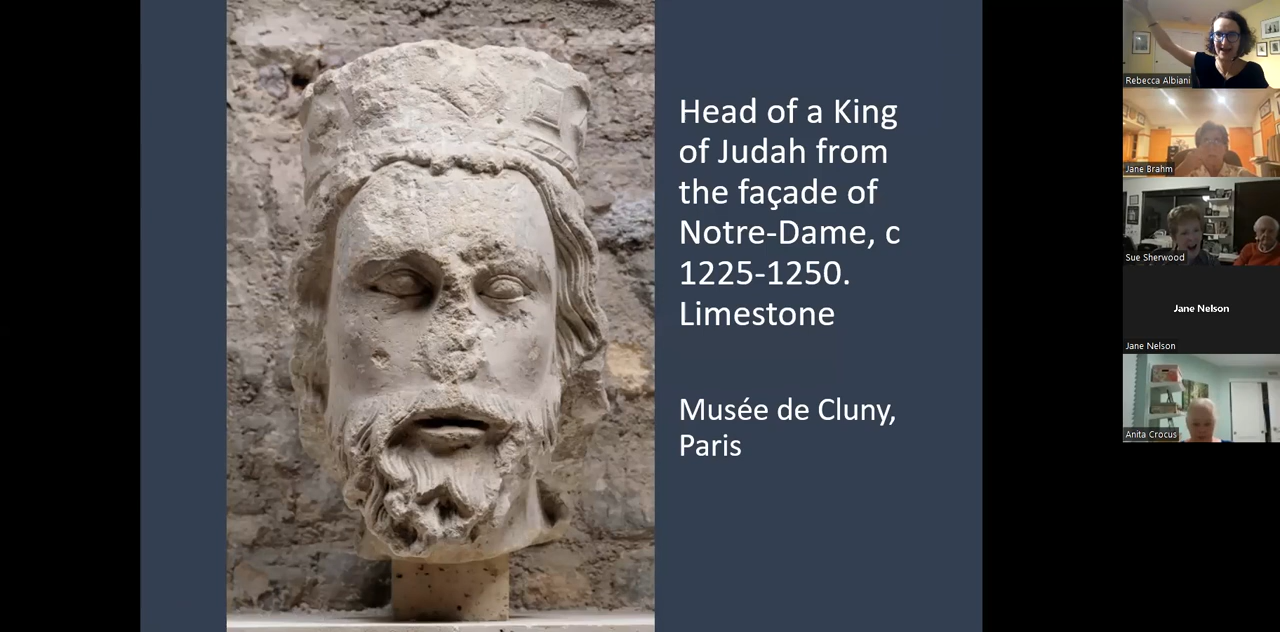 Head of a King
of Judah from
the façade of
Notre-Dame, c
1225-1250.
Limestone
Musée de Cluny,
Paris
Rebecca Albiani
Jane Brahm
Sue Sherwood
Jane Nelson
Jane Nelson
Anita Crocus